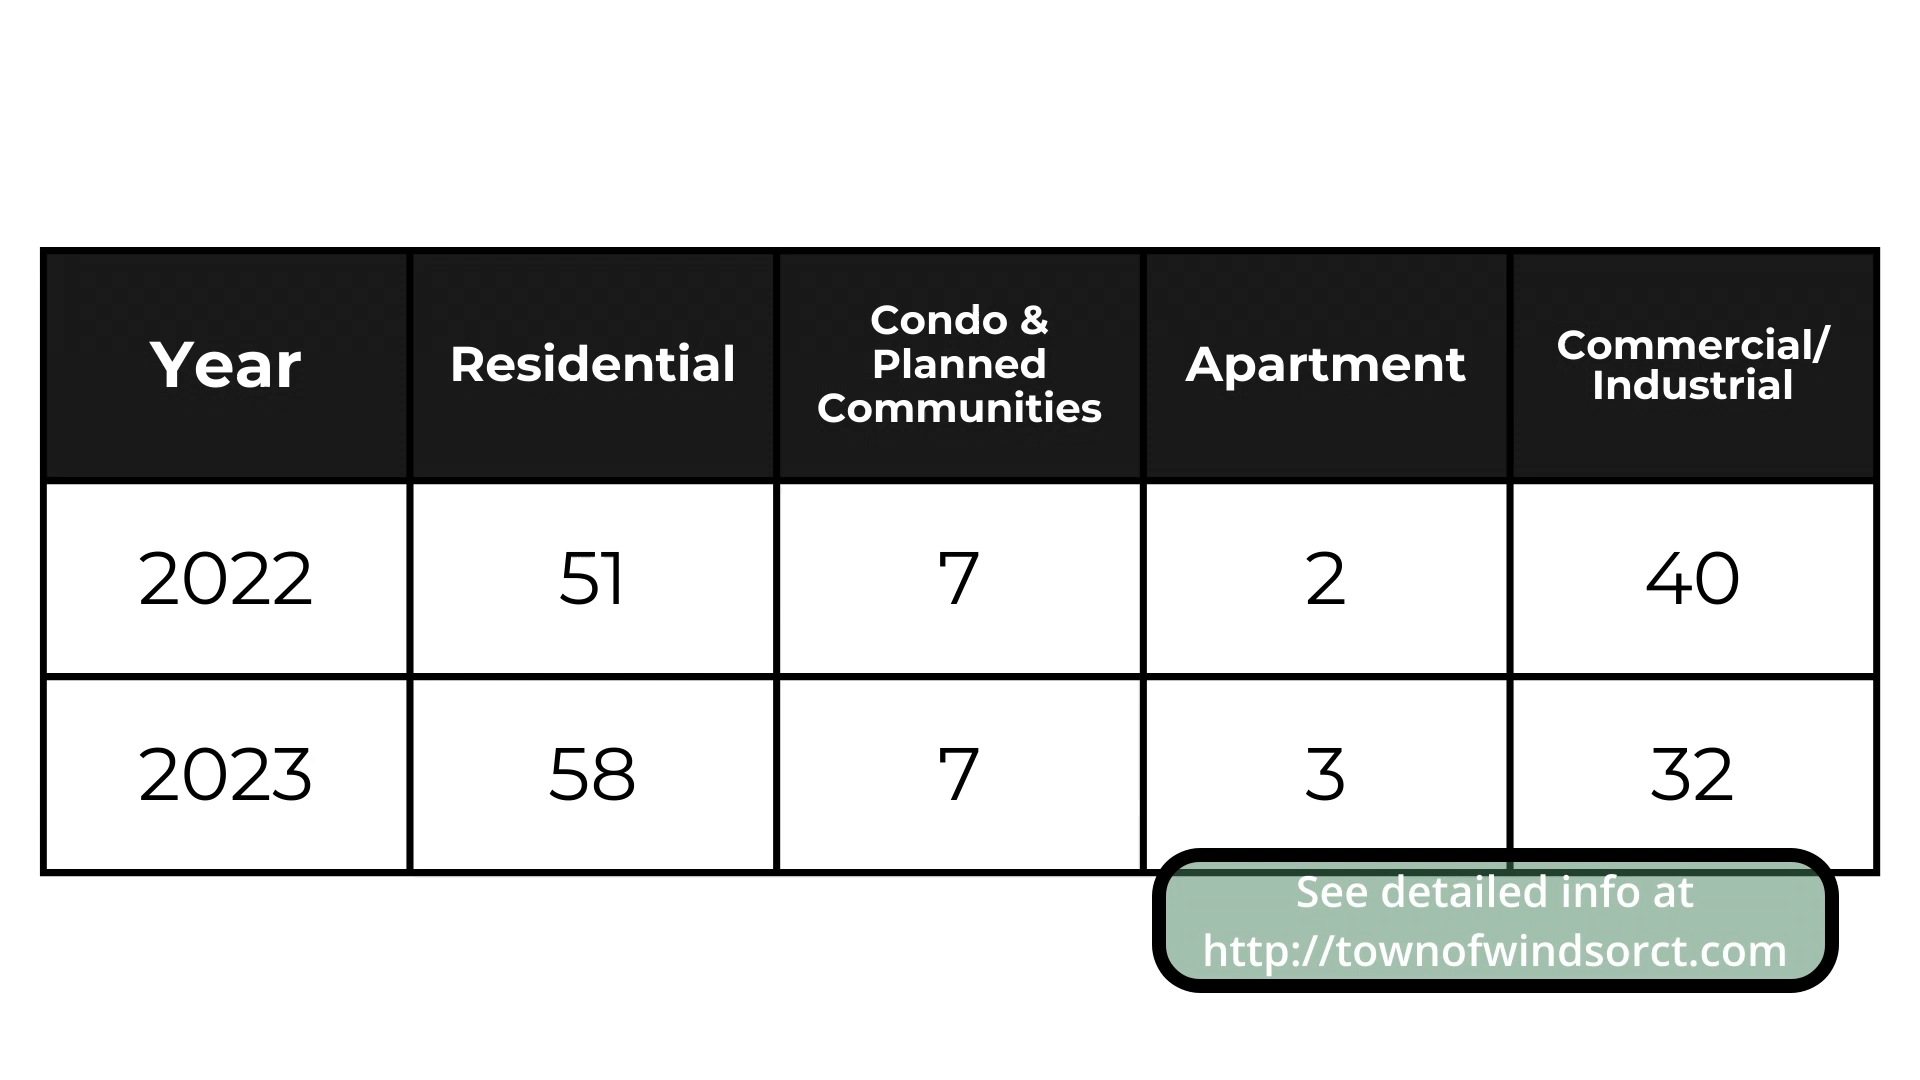 Year
Residential
Condo &
Planned
Communities
Apartment
Commercial/
Industrial
2022
51
7
2
40
2023
58
7
3
32
See detailed info at
http://townofwindsorct.com